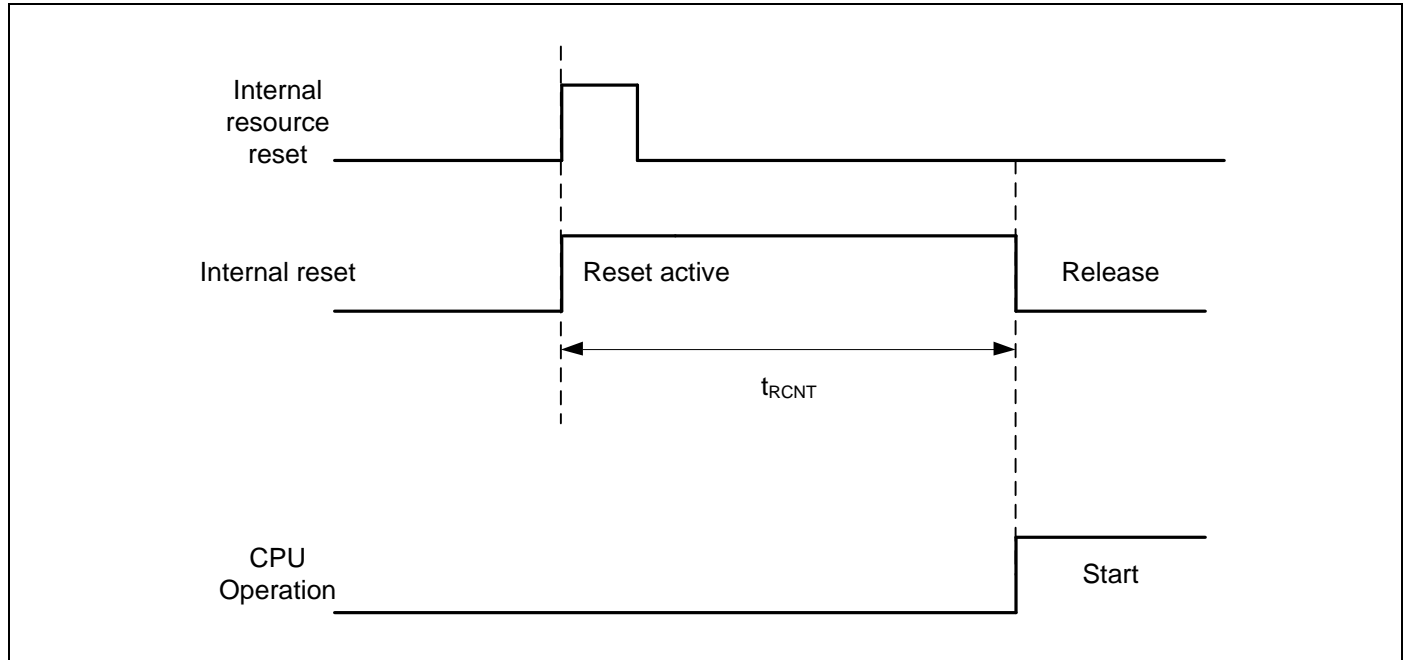 Internal
resource
reset
Internal reset
Reset active
Release
tRCNT
CPU
Operation
Start